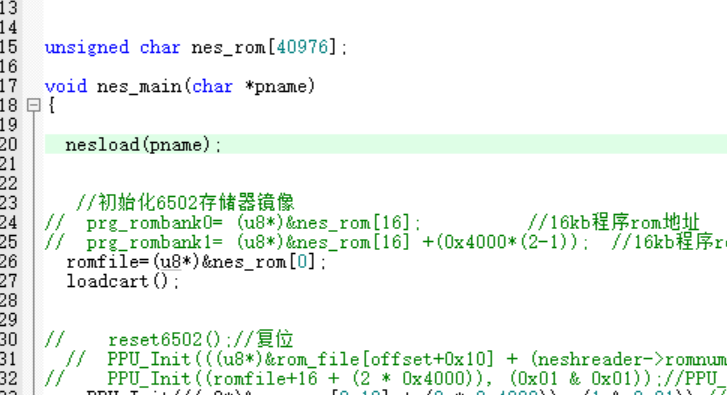 13
14
15 unsigned char nes_rom[40976];
16
17 void nes_main(char *pname)
18 {
19
20 nesload(pname);
21
22
23 //初始化6502存储器镜像
24 // prg_rombank0= (u8*)&nes_rom[16]; //16kb程序rom地址
25 // prg_rombank1= (u8*)&nes_rom[16] +(0x4000*(2-1)); //16kb程序r
26 romfile=(u8*)&nes_rom[0];
27 loadcart();
28
29
30 // reset6502();//复位
31 // PPU_Init(((u8*)&rom_file[offset+0x10] + (neshreader->romnum
32 // PPU_Init((romfile+16 + (2 * 0x4000)), (0x01 & 0x01));//PPU_